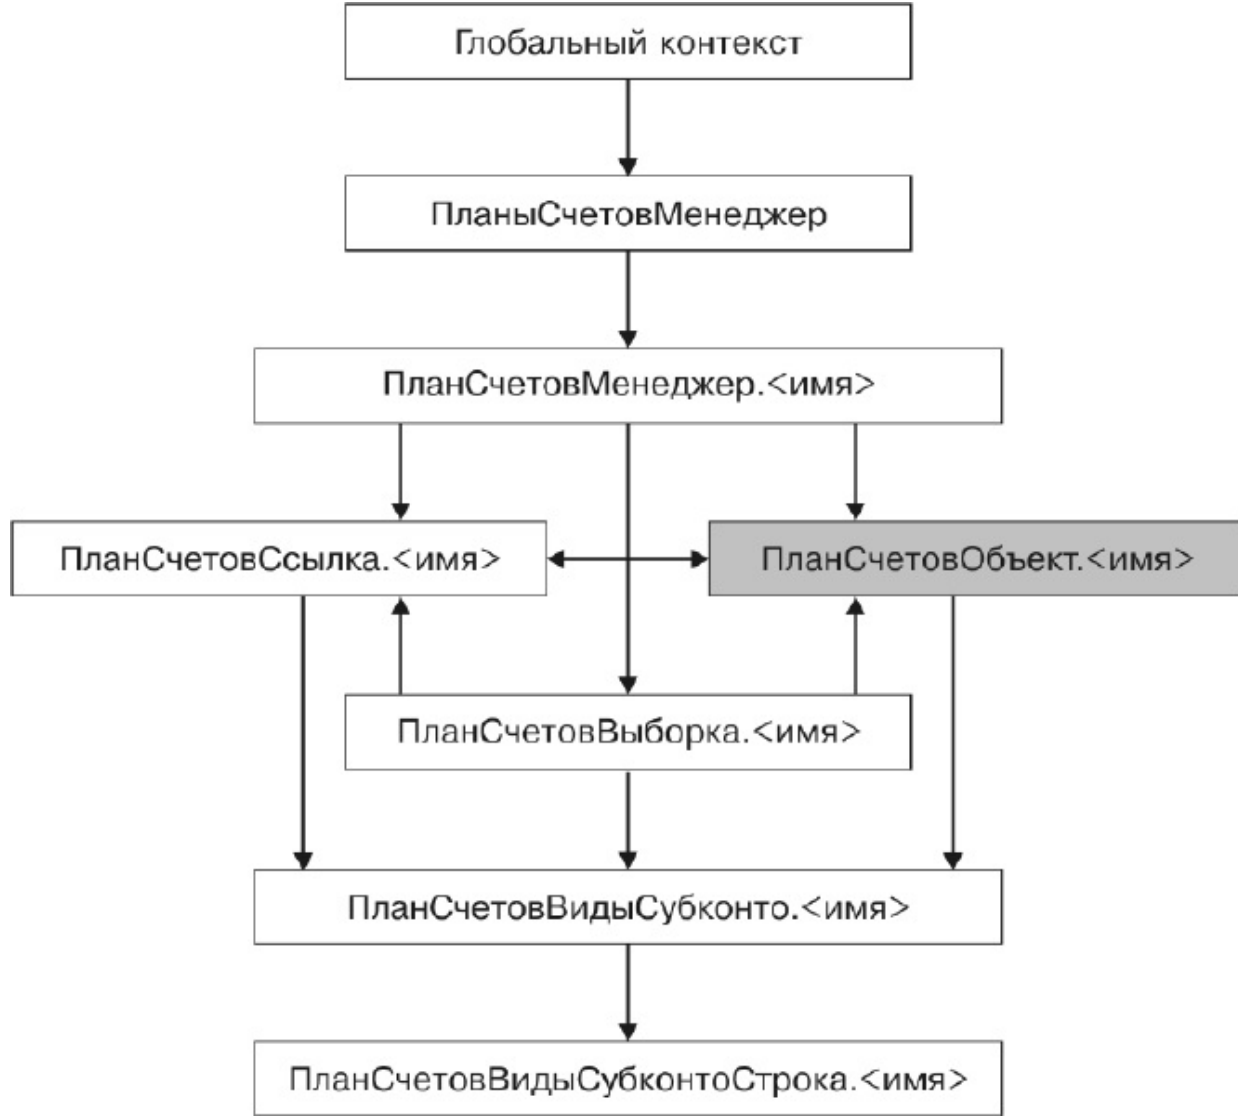 Глобальный контекст
ПланыСчетовМенеджер
ПланСчетовМенеджер.<имя>
ПланСчетовСсылка.<имя>
ПланСчетовОбъект.<имя>
ПланСчетовВыборка.<имя>
ПланСчетовВидыСубконто.<имя>
ПланСчетовВидыСубконтоСтрока.<имя>